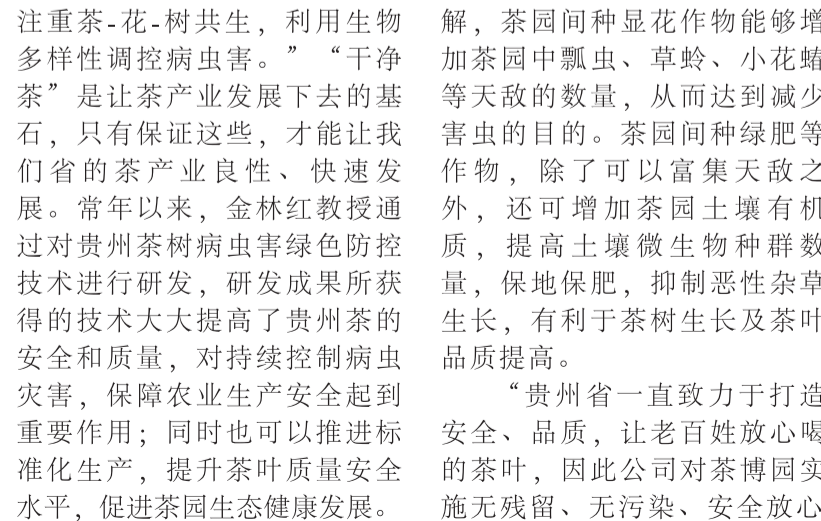 注重茶-花-树共生，利用生物
多样性调控病虫害。”“干净
茶”是让茶产业发展下去的基
石，只有保证这些，才能让我
们省的茶产业良性、快速发
展。常年以来，金林红教授通
过对贵州茶树病虫害绿色防控
技术进行研发，研发成果所获
得的技术大大提高了贵州茶的
安全和质量，对持续控制病虫
灾害，保障农业生产安全起到
重要作用；同时也可以推进标
准化生产，提升茶叶质量安全
水平，促进茶园生态健康发展。
解，茶园间种显花作物能够增
加茶园中瓢虫、草蛉、小花蝽
等天敌的数量，从而达到减少
害虫的目的。茶园间种绿肥等
作物，除了可以富集天敌之
外，还可增加茶园土壤有机
质，提高土壤微生物种群数
量，保地保肥，抑制恶性杂草
生长，有利于茶树生长及茶叶
品质提高。
“贵州省一直致力于打造
安全、品质，让老百姓放心喝
的茶叶，因此公司对茶博园实
施无残留、无污染、安全放心